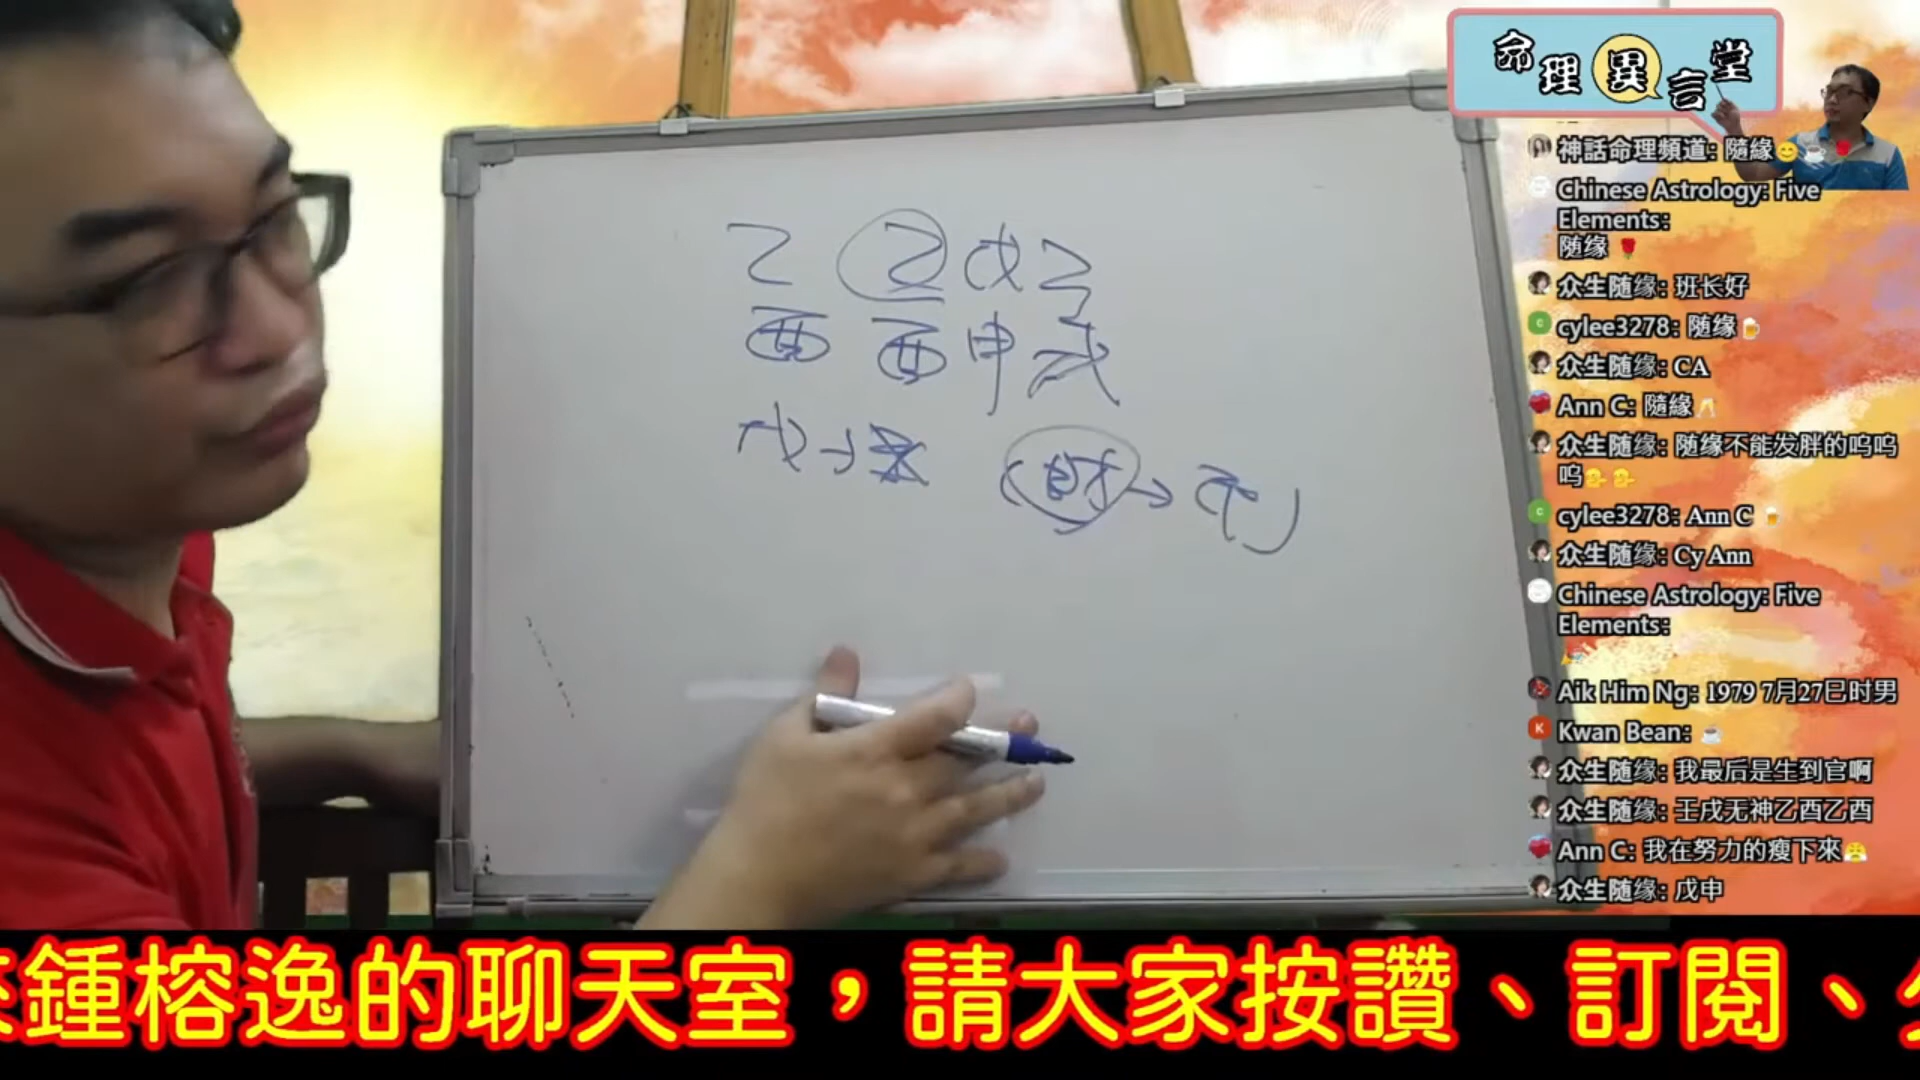 命理異言堂
神話命理頻道: 隨緣
Chinese Astrology: Five
Elements:
随缘
众生随缘: 班长好
cylee3278: 随缘
众生随缘: CA
Ann C: 隨緣
众生随缘: 随缘不能发胖的呜呜
呜
cylee3278: Ann C
众生随缘: Cy Ann
Chinese Astrology: Five
Elements:
Aik Him Ng: 1979 7月27巳时男
Kwan Bean:
众生随缘: 我最后是生到官啊
众生随缘: 壬戌无神乙酉乙酉
Ann C: 我在努力的瘦下來
众生随缘: 戊申
乙 乙 戊 壬
酉 酉 申 戌
戊
財→
鍾榕逸的聊天室，請大家按讚、訂閱、